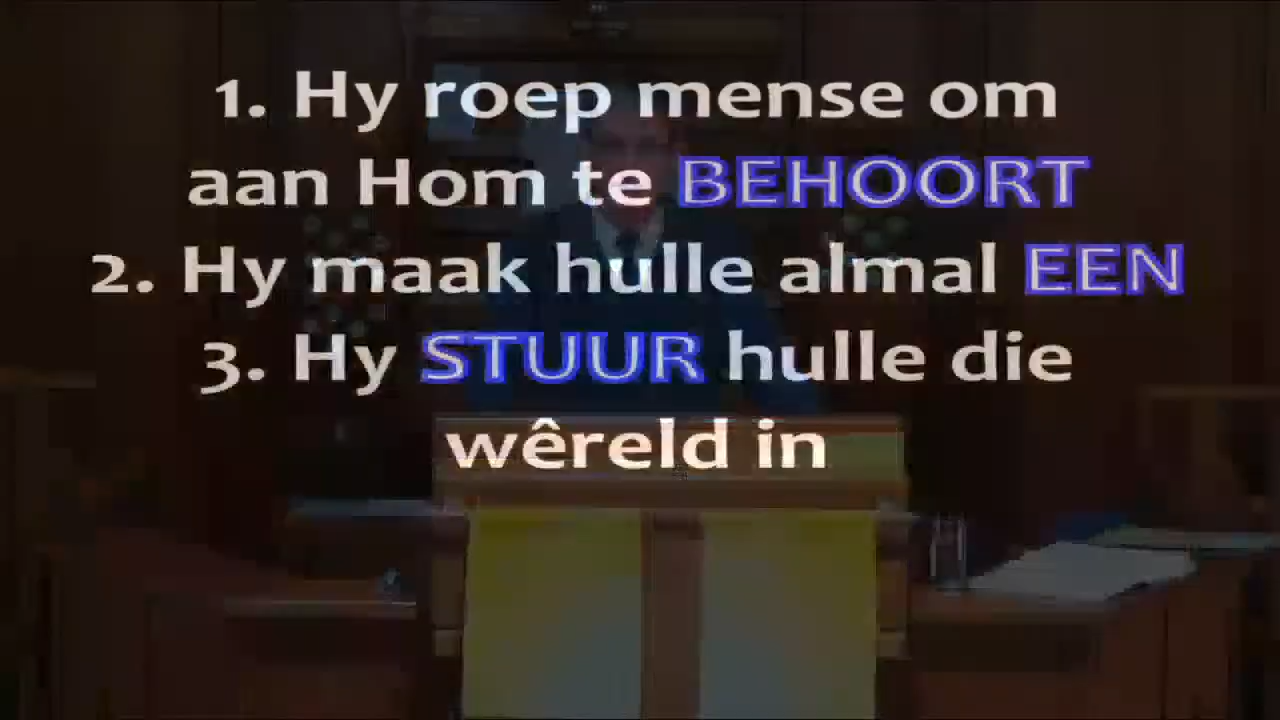 1. Hy roep mense om
aan Hom te BEHOORT
2. Hy maak hulle almal EEN
3. Hy STUUR hulle die
wêreld in